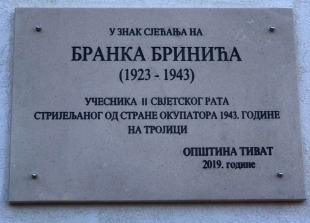 У ЗНАК СЈЕЋАЊА НА
БРАНКА БРИНИЋА
(1923 - 1943)
УЧЕСНИКА II СВЈЕТСКОГ РАТА
СТРИЈЕЉАНОГ ОД СТРАНЕ ОКУПАТОРА 1943. ГОДИНЕ
НА ТРОЈИЦИ
ОПШТИНА ТИВАТ
2019. године